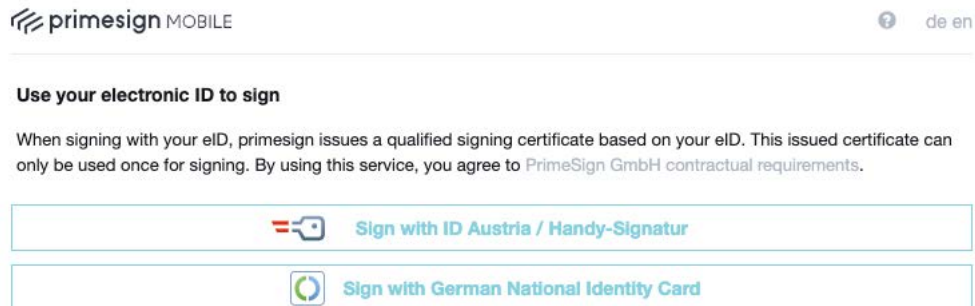 primesign MOBILE
de en
Use your electronic ID to sign
When signing with your eID, primesign issues a qualified signing certificate based on your eID. This issued certificate can
only be used once for signing. By using this service, you agree to PrimeSign GmbH contractual requirements.
Sign with ID Austria / Handy-Signatur
Sign with German National Identity Card